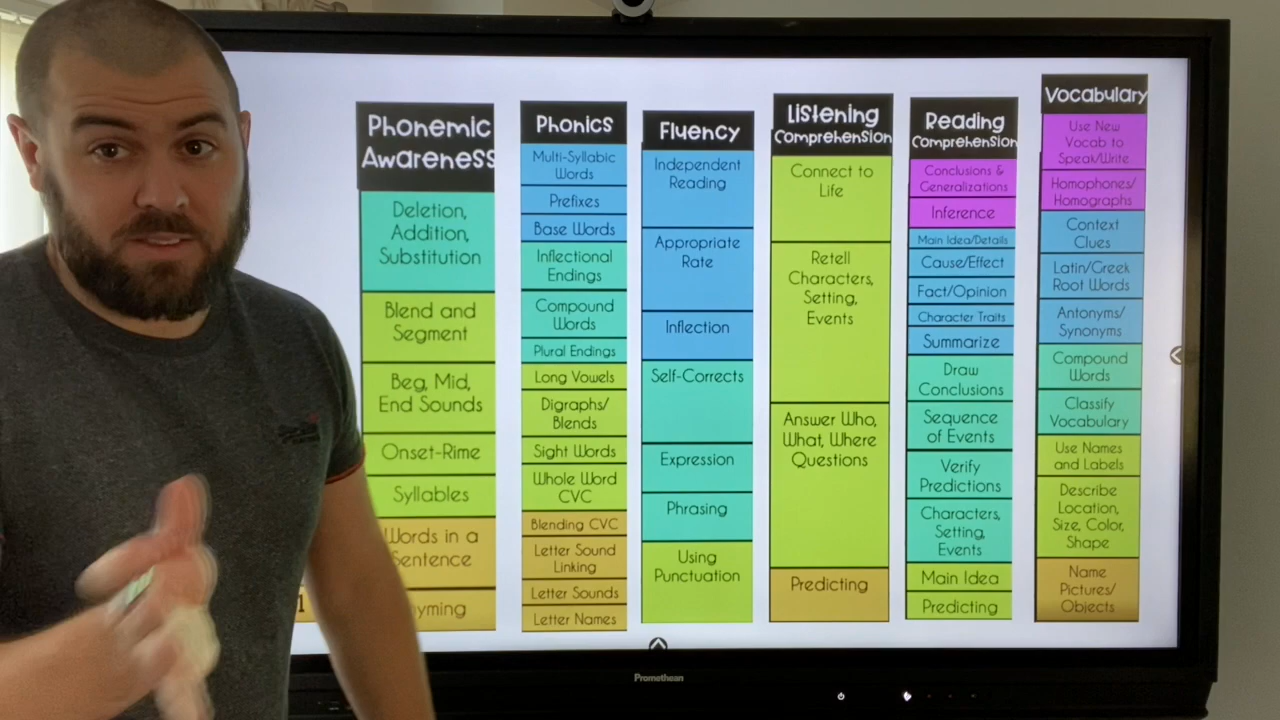 Phonemic
Awareness
Deletion,
Addition,
Substitution
Blend and
Segment
Beg, Mid,
End Sounds
Onset-Rime
Syllables
Words in a
Sentence
yming
1
Phonics
Multi-Syllabic
Words
Prefixes
Base Words
Inflectional
Endings
Compound
Words
Plural Endings
Long Vowels
Digraphs/
Blends
Sight Words
Whole Word
CVC
Blending CVC
Letter Sound
Linking
Letter Sounds
Letter Names
Fluency
Independent
Reading
Appropriate
Rate
Inflection
Self-Corrects
Expression
Phrasing
Using
Punctuation
Listening
Comprehension
Connect to
Life
Retell
Characters,
Setting,
Events
Answer Who,
What, Where
Questions
Predicting
Reading
Comprehension
Conclusions &
Generalizations
Inference
Main Idea/Details
Cause/Effect
Fact/Opinion
Character Traits
Summarize
Draw
Conclusions
Sequence
of Events
Verify
Predictions
Characters,
Setting,
Events
Main Idea
Predicting
Vocabulary
Use New
Vocab to
Speak/Write
Homophones/
Homographs
Context
Clues
Latin/Greek
Root Words
Antonyms/
Synonyms
Compound
Words
Classify
Vocabulary
Use Names
and Labels
Describe
Location,
Size, Color,
Shape
Name
Pictures/
Objects
Promethean